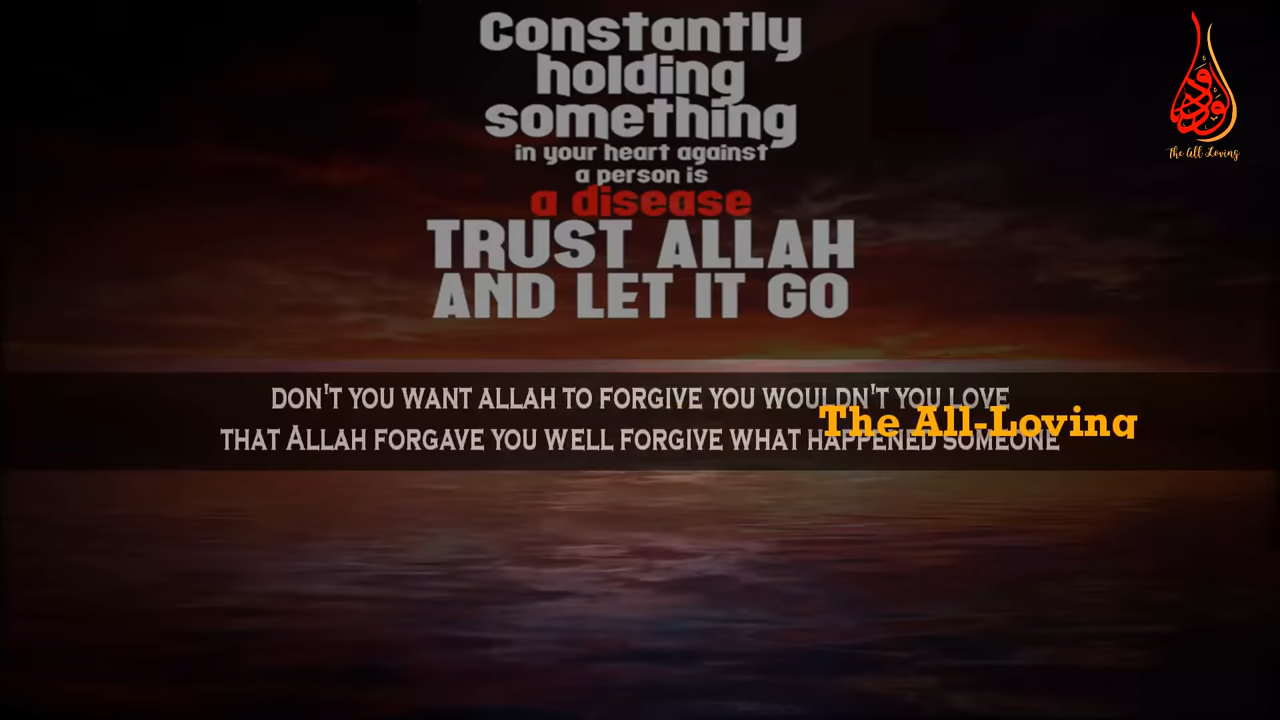 Constantly
holding
something
in your heart against
a person is
a disease
TRUST ALLAH
AND LET IT GO
The All Loving
DON'T YOU WANT ALLAH TO FORGIVE YOU WOULDN'T YOU LOVE
The All-Loving
THAT ALLAH FORGAVE YOU WELL FORGIVE WHAT HAPPENED SOMEONE